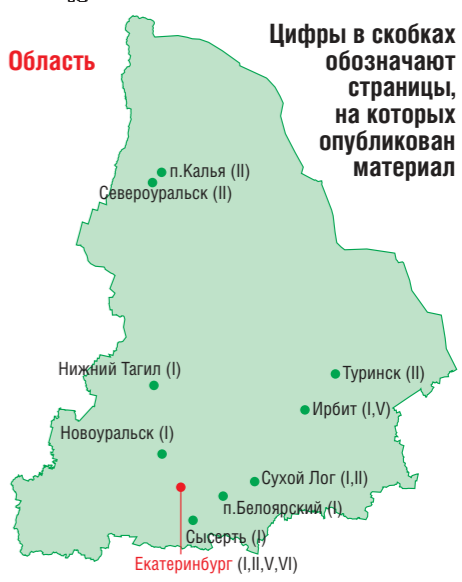 Область
Цифры в скобках
обозначают
страницы,
на которых
опубликован
материал
п.Калья (II)
Североуральск (II)
Нижний Тагил (I)
Туринск (II)
Ирбит (I,V)
Новоуральск (I)
Сухой Лог (I,II)
п.Белоярский (I)
Сысерть (I)
Екатеринбург (I,II,V,VI)